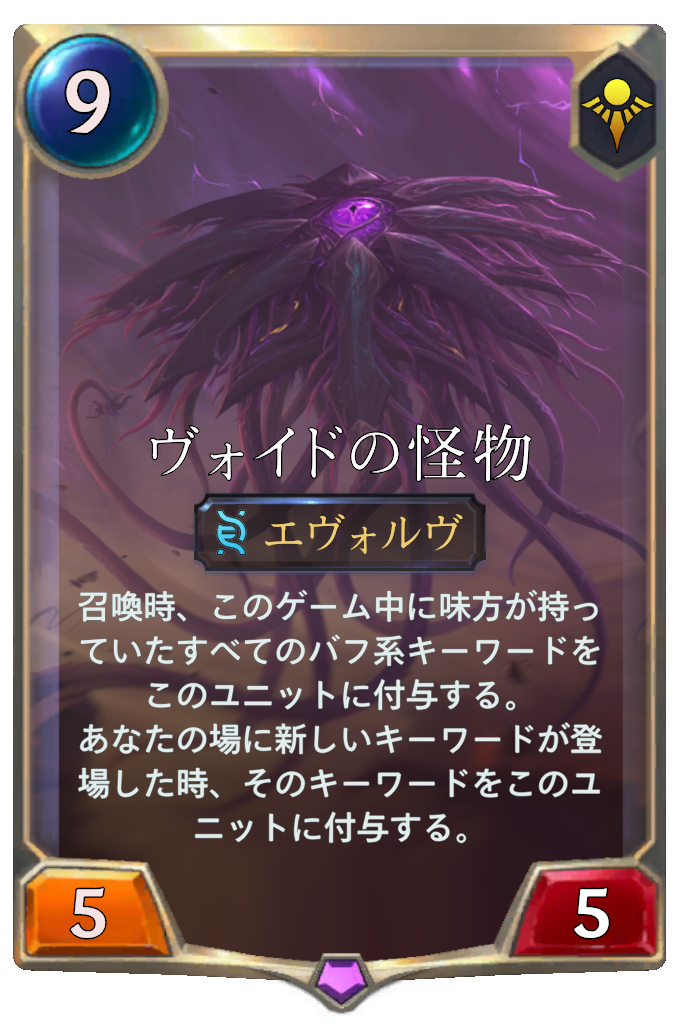 9
ヴォイドの怪物
エヴォルヴ
召喚時、このゲーム中に味方が持っ
ていたすべてのバフ系キーワードを
このユニットに付与する。
あなたの場に新しいキーワードが登
場した時、そのキーワードをこのユ
ニットに付与する。
5
5